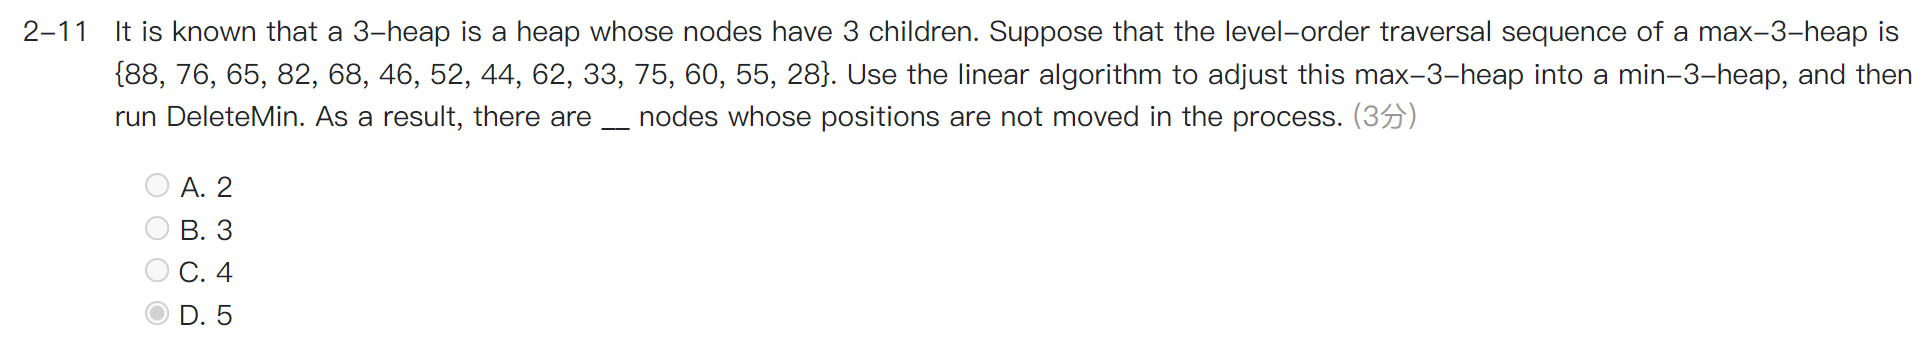 2-11 It is known that a 3-heap is a heap whose nodes have 3 children. Suppose that the level-order traversal sequence of a max-3-heap is
{88, 76, 65, 82, 68, 46, 52, 44, 62, 33, 75, 60, 55, 28}. Use the linear algorithm to adjust this max-3-heap into a min-3-heap, and then
run DeleteMin. As a result, there are __ nodes whose positions are not moved in the process. (3分)
A. 2
B. 3
C. 4
D. 5